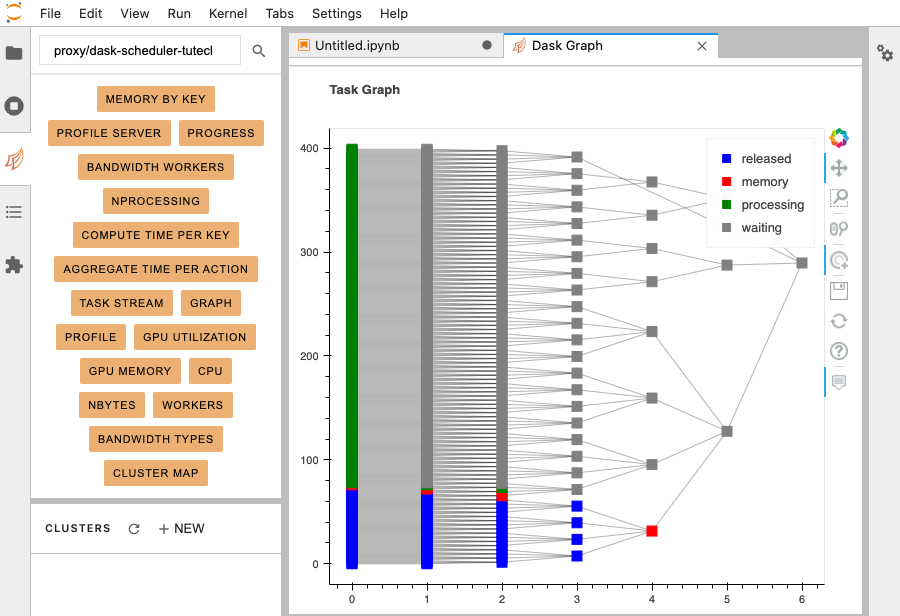 File Edit View Run Kernel Tabs Settings Help
proxy/dask-scheduler-tutecl
MEMORY BY KEY
PROFILE SERVER PROGRESS
BANDWIDTH WORKERS
NPROCESSING
COMPUTE TIME PER KEY
AGGREGATE TIME PER ACTION
TASK STREAM GRAPH
PROFILE GPU UTILIZATION
GPU MEMORY CPU
NBYTES WORKERS
BANDWIDTH TYPES
CLUSTER MAP
CLUSTERS + NEW
Untitled.ipynb Dask Graph
Task Graph
released
memory
processing
waiting
400
300
200
100
0
0 1 2 3 4 5 6